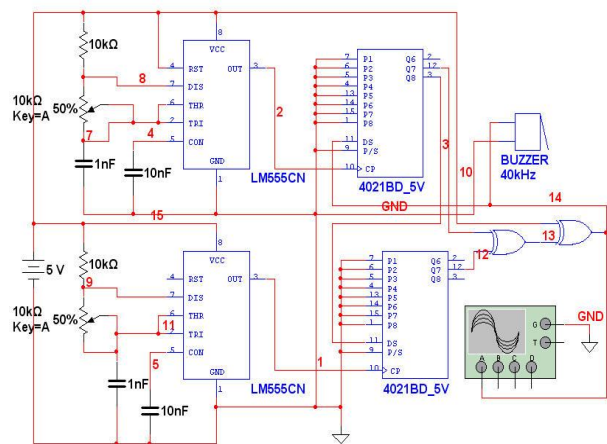 10kΩ
10kΩ
Key=A
50%
8
7
4
1nF
10nF
8
VCC
4 RST OUT 3
7 DIS
6 THR
2 TRI
5 CON
GND
1
LM555CN
2
7 P1 Q6 2
6 P2 Q7 12
5 P3 Q8 3
4 P4
13 P5
14 P6
15 P7
1 P8
11 DS
9 P/S
10 CP
4021BD_5V
3
10
BUZZER
40kHz
GND
14
15
5 V
10kΩ
9
10kΩ
Key=A
50%
11
5
1nF
10nF
8
VCC
4 RST OUT 3
7 DIS
6 THR
2 TRI
5 CON
GND
1
LM555CN
1
7 P1 Q6 2
6 P2 Q7 12
5 P3 Q8 3
4 P4
13 P5
14 P6
15 P7
1 P8
11 DS
9 P/S
10 CP
4021BD_5V
12
13
GND
G
T
A B C D